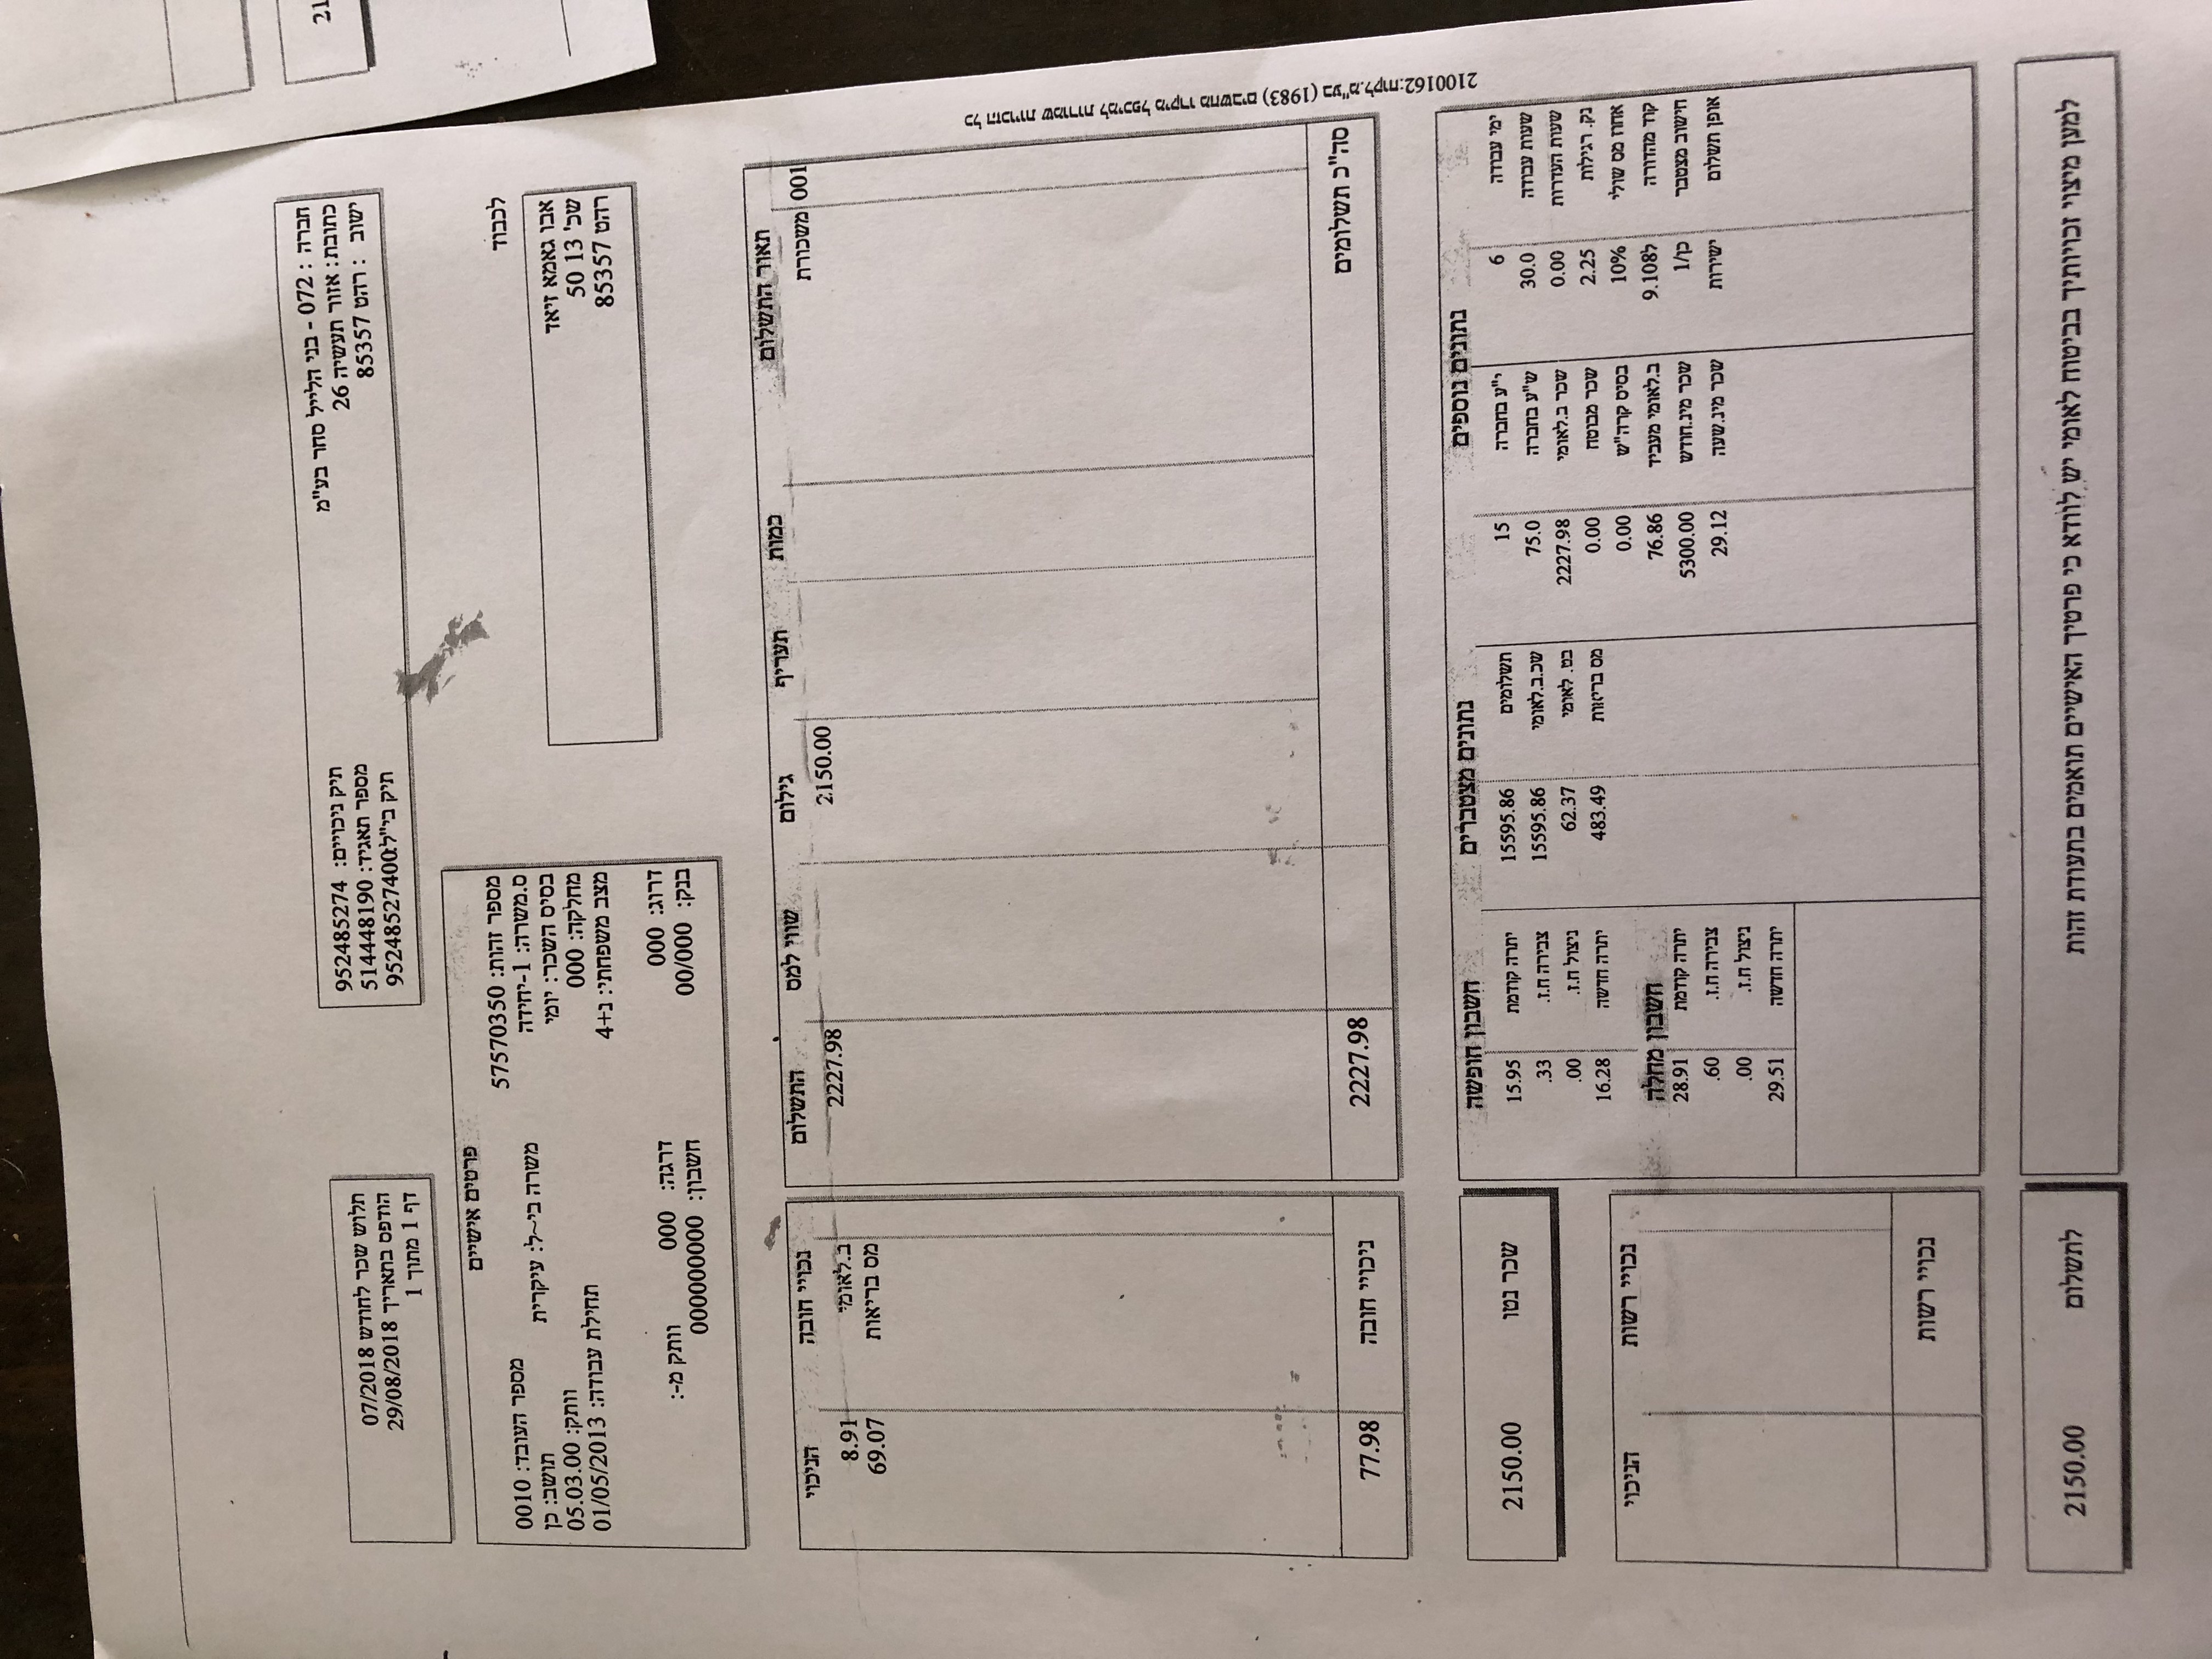 חברה : 072 - בני הלייל סחר בע"מ
כתובת: אזור תעשיה 26
ישוב : רהט 85357
תיק ניכויים: 952485274
מספר תאגיד: 514448190
תיק בי"ל: 95248527400
תלוש שכר לחודש 07/2018
הודפס בתאריך 29/08/2018
דף 1 מתוך 1
לכבוד
אבו גאמא זיאד
שכ' 13 50
רהט 85357
פרטים אישיים
מספר זהות: 57570350 מספר העובד: 0010
ס.משרה: 1-יחידה משרה בי~ל: עיקרית תושב: כן
בסיס השכר: יומי וותק: 05.03.00
מחלקה: 000 תחילת עבודה: 01/05/2013
מצב משפחתי: נ+4
דרוג: 000 דרגה: 000 וותק מ-:
בנק: 00/000 חשבון: 000000000
תאור התשלום כמות תעריף גילום שווי למס התשלום
001 משכורת 2150.00 2227.98
סה"כ תשלומים 2227.98
נכויי חובה הניכוי
ב.לאומי 8.91
מס בריאות 69.07
ניכויי חובה 77.98
כל הזכויות שמורות למיכפל מיקרו מחשבים (1983) בע"מ.לקוח:2100162
נתונים נוספים
ימי עבודה 6 י"ע בחברה 15
שעות עבודה 30.0 ש"ע בחברה 75.0
שעות העדרות 0.00 שכר ב.לאומי 2227.98
נק. רגילות 2.25 שכר מבוטח 0.00
אחוז מס שולי 10% בסיס קרה"ש 0.00
קוד מהדורה 9.108ל ב.לאומי מעביד 76.86
חישוב מצטבר כן/1 שכר מינ.חודש 5300.00
אופן תשלום ישירות שכר מינ.שעה 29.12
נתונים מצטברים
תשלומים 15595.86
שכ.ב.לאומי 15595.86
בט. לאומי 62.37
מס בריאות 483.49
חשבון חופשה
יתרה קודמת 15.95
צבירה ח.ז. .33
ניצול ח.ז. .00
יתרה חדשה 16.28
חשבון מחלה
יתרה קודמת 28.91
צבירה ח.ז. .60
ניצול ח.ז. .00
יתרה חדשה 29.51
שכר נטו 2150.00
נכויי רשות הניכוי
נכויי רשות
למען מיצוי זכויותיך בביטוח לאומי יש לוודא כי פרטיך האישיים תואמים בתעודת זהות
לתשלום 2150.00
21